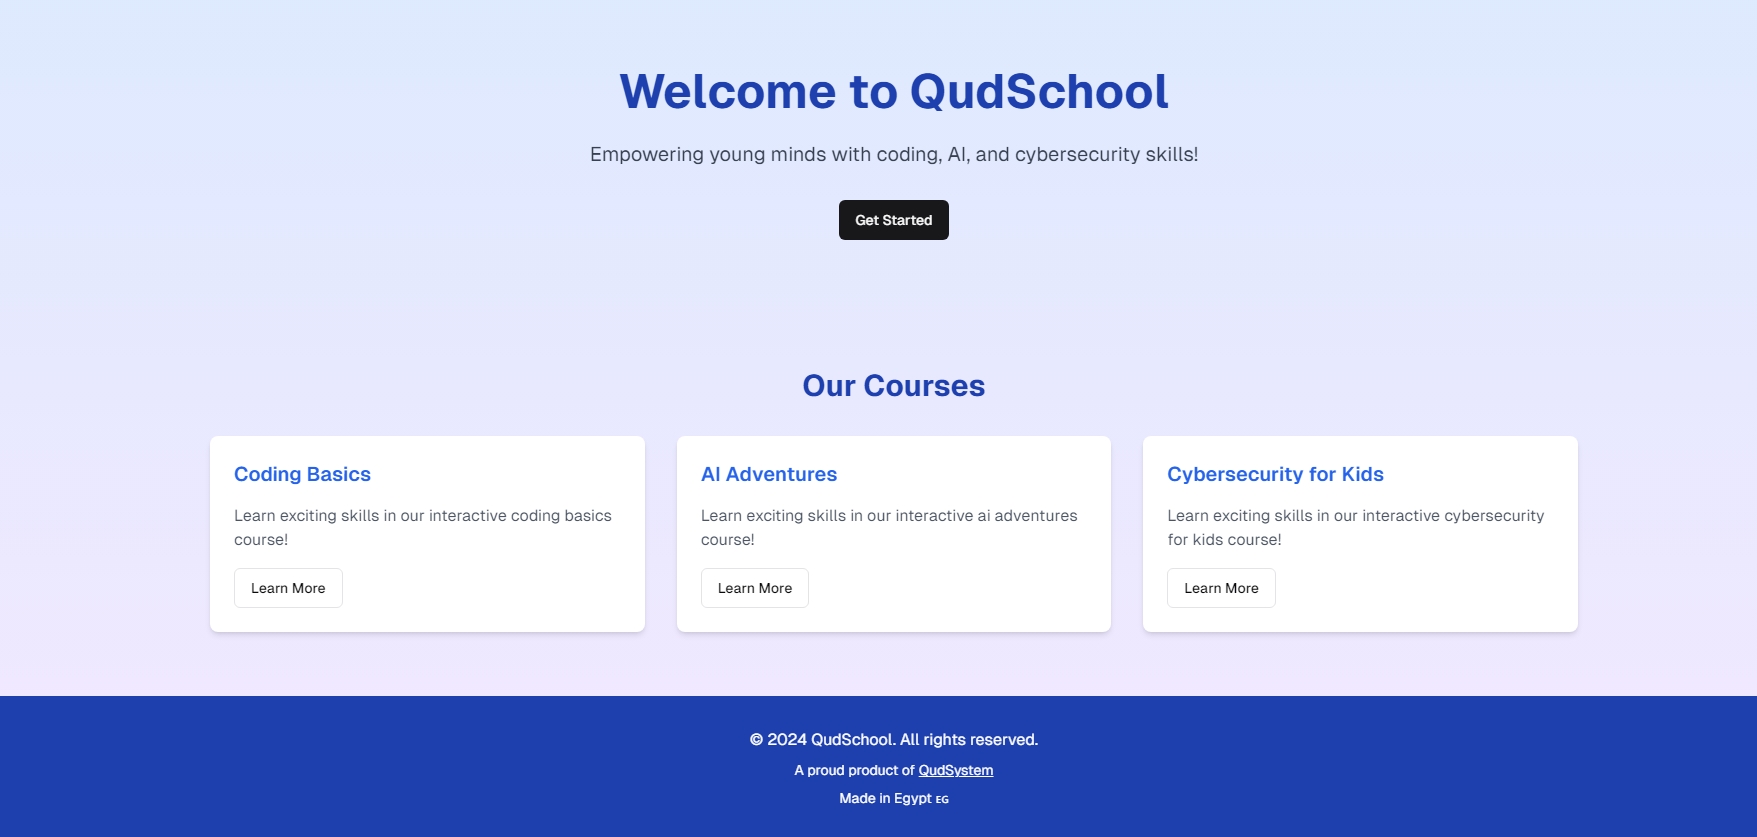 Welcome to QudSchool
Empowering young minds with coding, AI, and cybersecurity skills!
Get Started
Our Courses
Coding Basics
Learn exciting skills in our interactive coding basics
course!
Learn More
AI Adventures
Learn exciting skills in our interactive ai adventures
course!
Learn More
Cybersecurity for Kids
Learn exciting skills in our interactive cybersecurity
for kids course!
Learn More
© 2024 QudSchool. All rights reserved.
A proud product of QudSystem
Made in Egypt EG